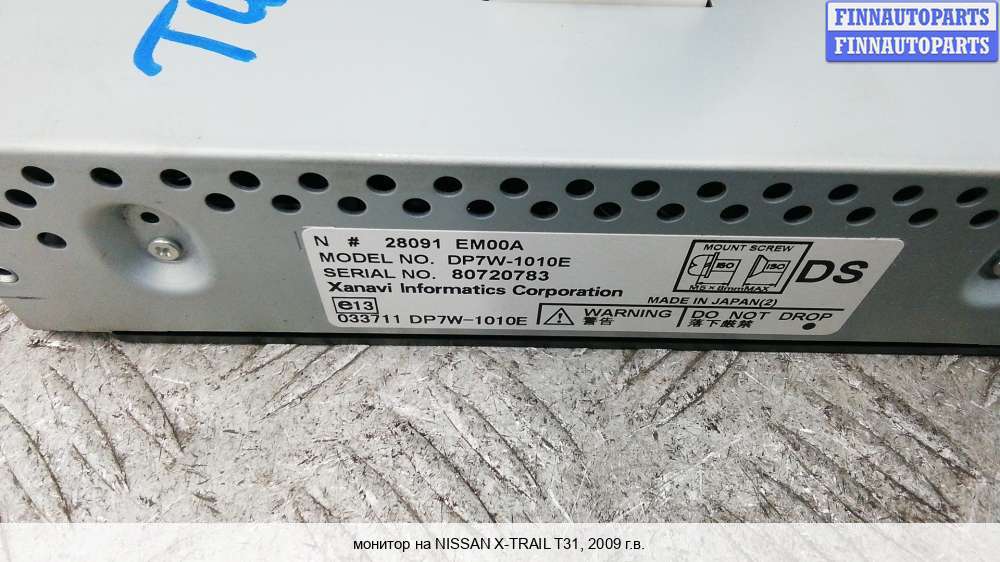 FINNAUTOPARTS
FINNAUTOPARTS
N # 28091 EM00A
MODEL NO. DP7W-1010E
SERIAL NO. 80720783
Xanavi Informatics Corporation
e13
033711 DP7W-1010E
MOUNT SCREW
ISO ISO
M5×8mmMAX
DS
MADE IN JAPAN(2)
WARNING
警告
DO NOT DROP
落下厳禁
монитор на NISSAN X-TRAIL T31, 2009 г.в.